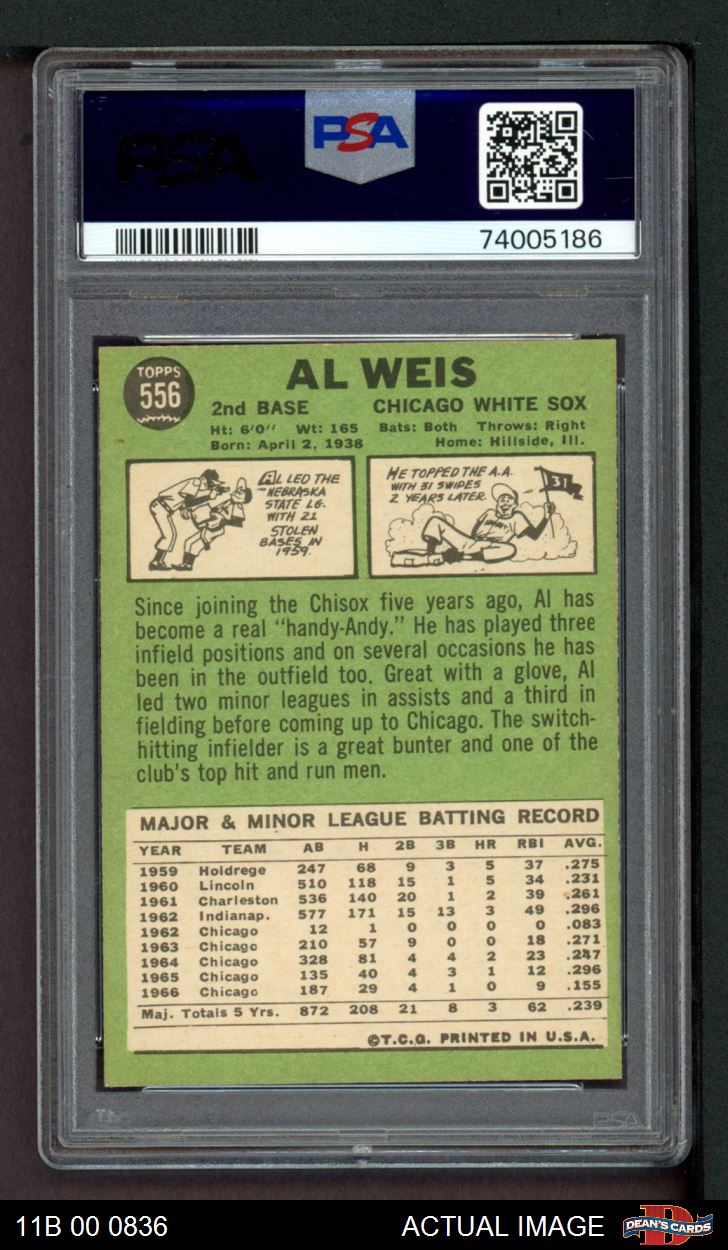 PSA
PSA
74005186
TOPPS
556
AL WEIS
2nd BASE CHICAGO WHITE SOX
Ht: 6'0" Wt: 165 Bats: Both Throws: Right
Born: April 2, 1938 Home: Hillside, Ill.
AL LED THE
NEBRASKA
STATE LG.
WITH 21
STOLEN
BASES IN
1959.
HE TOPPED THE A.A.
WITH 31 SWIPES
2 YEARS LATER.
31
Since joining the Chisox five years ago, Al has
become a real "handy-Andy." He has played three
infield positions and on several occasions he has
been in the outfield too. Great with a glove, Al
led two minor leagues in assists and a third in
fielding before coming up to Chicago. The switch-
hitting infielder is a great bunter and one of the
club's top hit and run men.
MAJOR & MINOR LEAGUE BATTING RECORD
YEAR TEAM AB H 2B 3B HR RBI AVG.
1959 Holdrege 247 68 9 3 5 37 .275
1960 Lincoln 510 118 15 1 5 34 .231
1961 Charleston 536 140 20 1 2 39 .261
1962 Indianap. 577 171 15 13 3 49 .296
1962 Chicago 12 1 0 0 0 0 .083
1963 Chicago 210 57 9 0 0 18 .271
1964 Chicago 328 81 4 4 2 23 .247
1965 Chicago 135 40 4 3 1 12 .296
1966 Chicago 187 29 4 1 0 9 .155
Maj. Totals 5 Yrs. 872 208 21 8 3 62 .239
©T.C.G. PRINTED IN U.S.A.
PSA
11B 00 0836 ACTUAL IMAGE DEAN'S CARDS